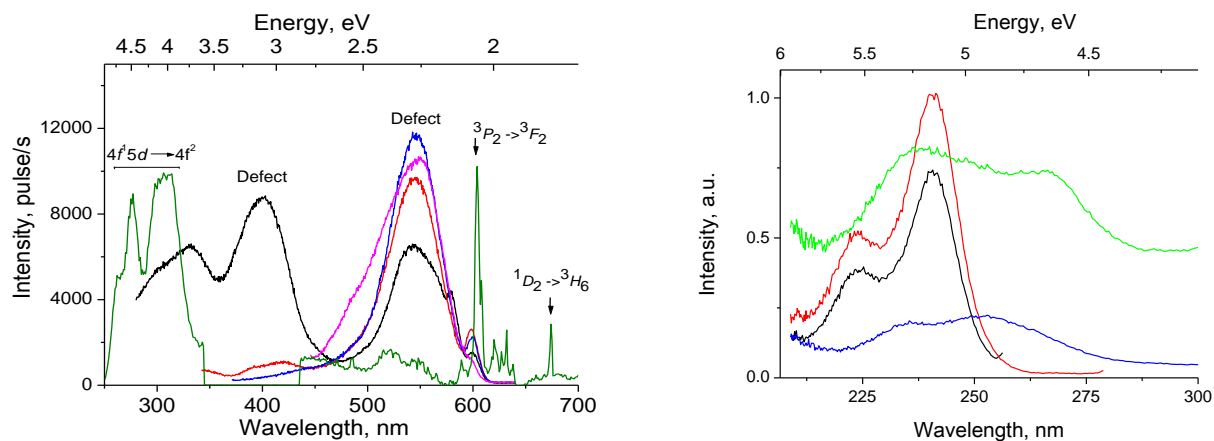 Energy, eV
4.5 4 3.5 3 2.5 2
12000
8000
4000
0
Intensity, pulse/s
4f¹5d → 4f²
Defect
Defect
³P₂ -> ³F₂
¹D₂ -> ³H₆
300 400 500 600 700
Wavelength, nm
Energy, eV
6 5.5 5 4.5
1.0
0.5
0.0
Intensity, a.u.
225 250 275 300
Wavelength, nm